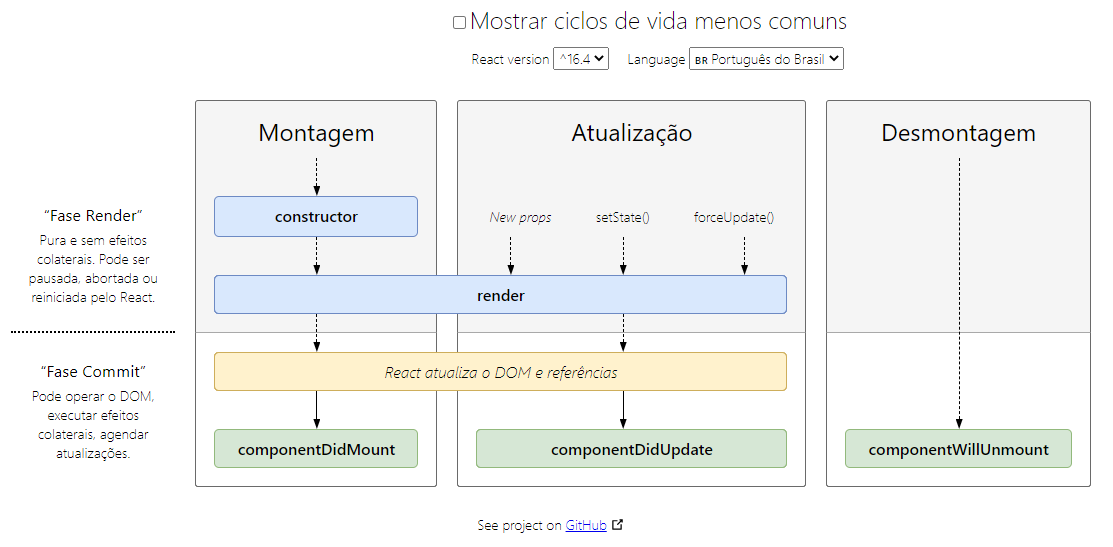 Mostrar ciclos de vida menos comuns
React version ^16.4 Language BR Português do Brasil
Montagem
Atualização
Desmontagem
“Fase Render”
Pura e sem efeitos
colaterais. Pode ser
pausada, abortada ou
reiniciada pelo React.
constructor
New props
setState()
forceUpdate()
render
“Fase Commit”
Pode operar o DOM,
executar efeitos
colaterais, agendar
atualizações.
React atualiza o DOM e referências
componentDidMount
componentDidUpdate
componentWillUnmount
See project on GitHub